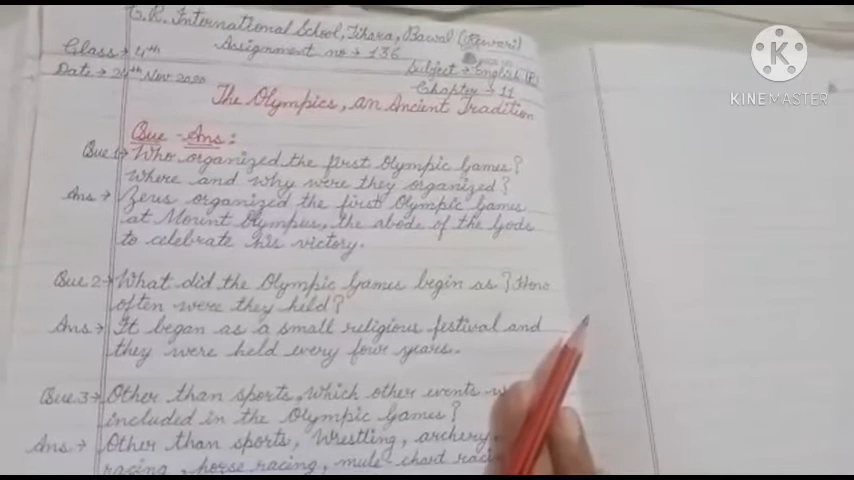 C.R. International School, Tihara, Bawal (Rewari)
Assignment no → 136
Class → 4th
Subject → English (R)
Date → 24th Nov 2020
Chapter → 11
The Olympics, an Ancient Tradition
Que - Ans:
Que 1→ Who organized the first Olympic Games?
Where and why were they organized?
Ans → Zeus organized the first Olympic Games
at Mount Olympus, the abode of the Gods
to celebrate his victory.
Que 2→ What did the Olympic Games begin as? How
often were they held?
Ans → It began as a small religious festival and
they were held every four years.
Que 3→ Other than sports, which other events
included in the Olympic Games?
Ans → Other than sports, Wrestling, archery,
racing, horse racing, mule-chart
KINEMASTER